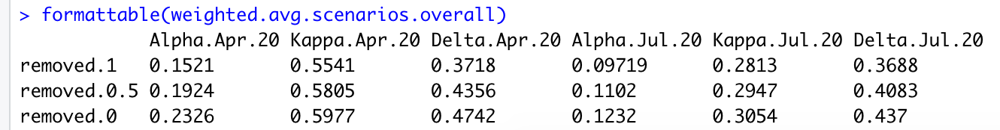 > formattable(weighted.avg.scenarios.overall)
Alpha.Apr.20 Kappa.Apr.20 Delta.Apr.20 Alpha.Jul.20 Kappa.Jul.20 Delta.Jul.20
removed.1 0.1521 0.5541 0.3718 0.09719 0.2813 0.3688
removed.0.5 0.1924 0.5805 0.4356 0.1102 0.2947 0.4083
removed.0 0.2326 0.5977 0.4742 0.1232 0.3054 0.437